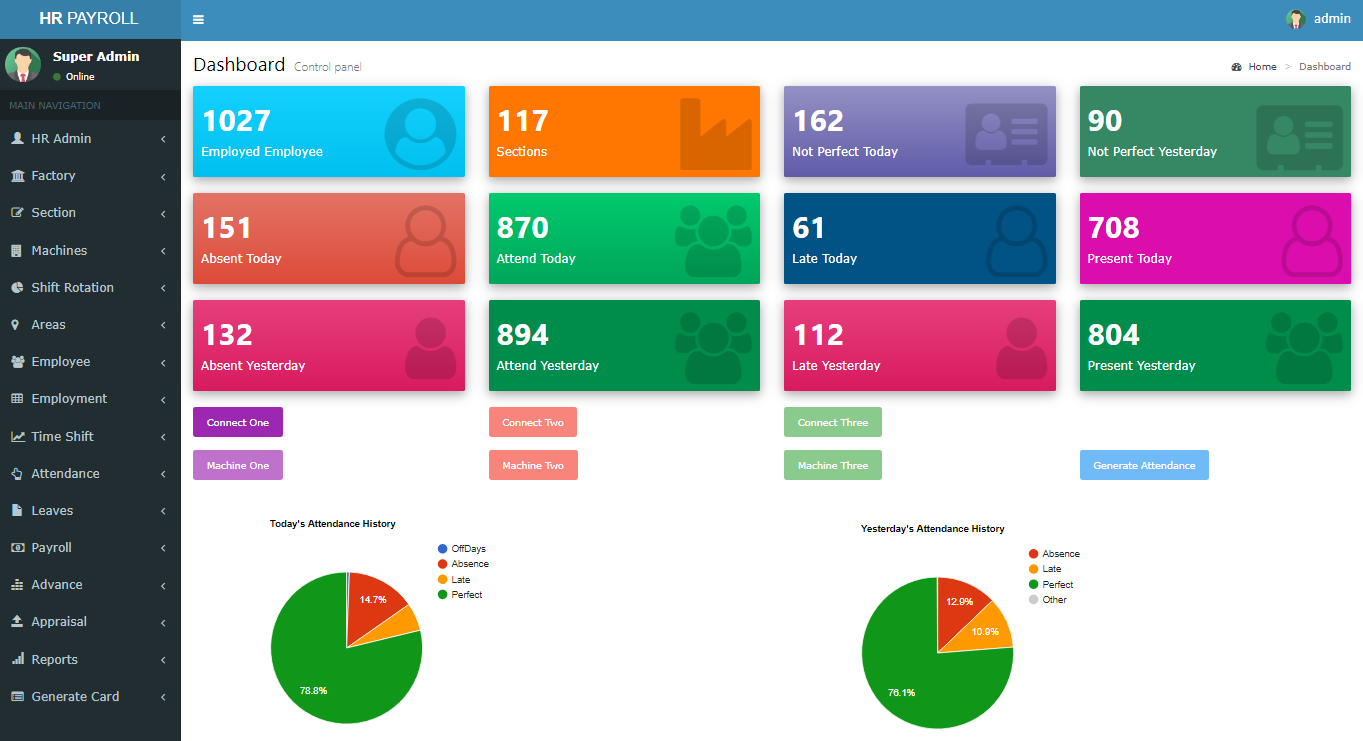 HR PAYROLL
admin
Super Admin
Online
MAIN NAVIGATION
HR Admin
Factory
Section
Machines
Shift Rotation
Areas
Employee
Employment
Time Shift
Attendance
Leaves
Payroll
Advance
Appraisal
Reports
Generate Card
Dashboard Control panel
Home > Dashboard
1027
Employed Employee
117
Sections
162
Not Perfect Today
90
Not Perfect Yesterday
151
Absent Today
870
Attend Today
61
Late Today
708
Present Today
132
Absent Yesterday
894
Attend Yesterday
112
Late Yesterday
804
Present Yesterday
Connect One
Connect Two
Connect Three
Machine One
Machine Two
Machine Three
Generate Attendance
Today's Attendance History
OffDays
Absence
Late
Perfect
14.7%
78.8%
Yesterday's Attendance History
Absence
Late
Perfect
Other
12.9%
10.9%
76.1%